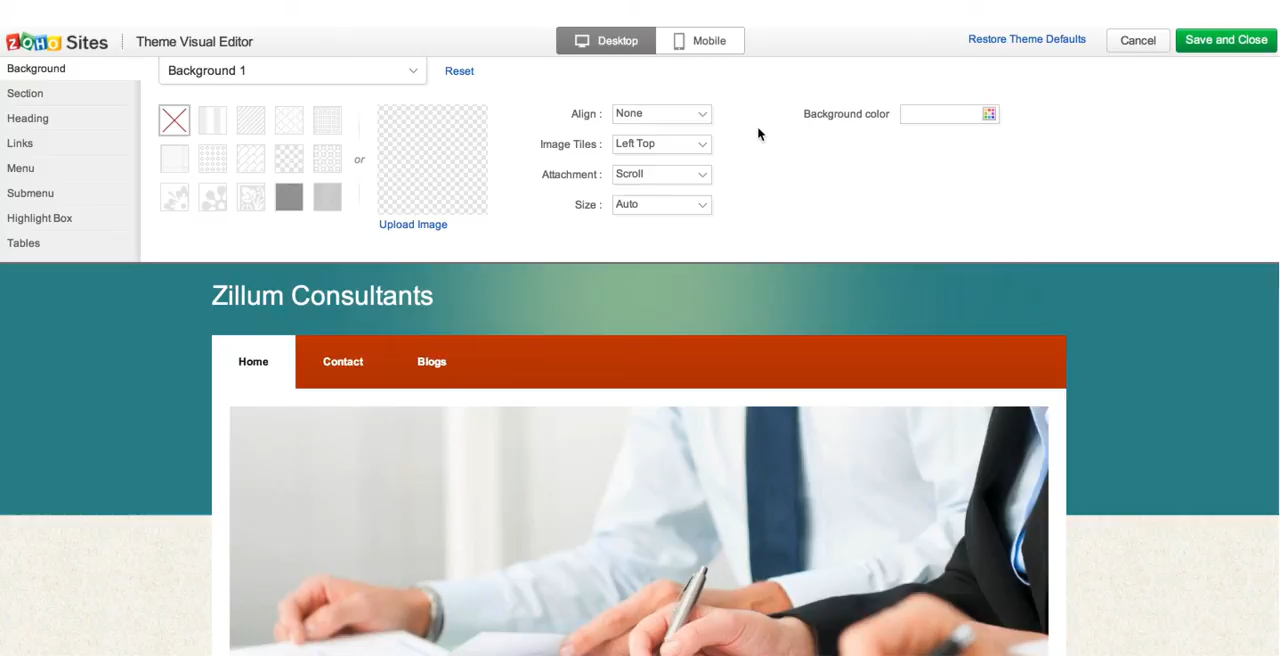 ZOHO Sites
Theme Visual Editor
Desktop
Mobile
Restore Theme Defaults
Cancel
Save and Close
Background
Section
Heading
Links
Menu
Submenu
Highlight Box
Tables
Background 1
Reset
or
Upload Image
Align :
None
Image Tiles :
Left Top
Attachment :
Scroll
Size :
Auto
Background color
Zillum Consultants
Home
Contact
Blogs